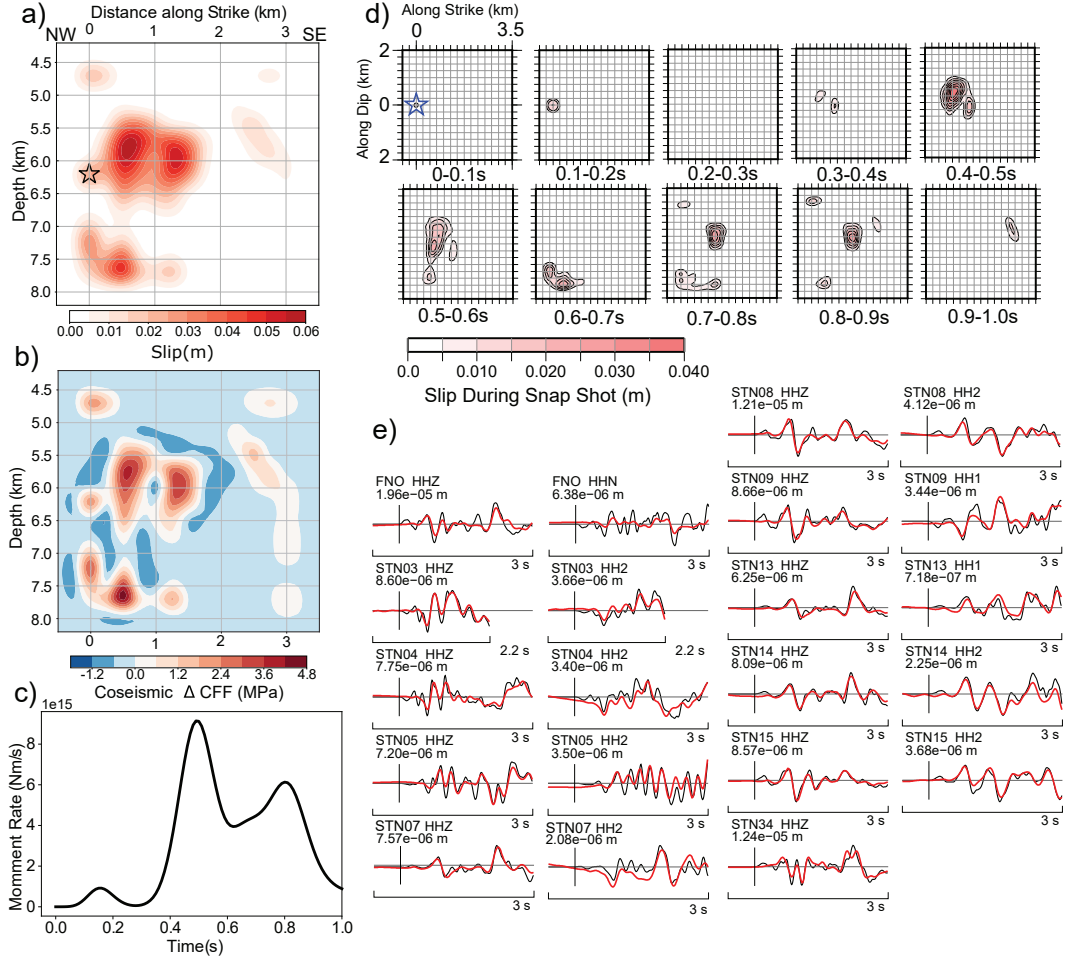 a)
Distance along Strike (km)
NW 0 1 2 3 SE
4.5
5.0
5.5
6.0
6.5
7.0
7.5
8.0
Depth (km)
0.00 0.01 0.02 0.03 0.04 0.05 0.06
Slip(m)
b)
4.5
5.0
5.5
6.0
6.5
7.0
7.5
8.0
Depth (km)
0 1 2 3
-1.2 0.0 1.2 2.4 3.6 4.8
Coseismic Δ CFF (MPa)
c)
1e15
8
6
4
2
0
Momment Rate (Nm/s)
0.0 0.2 0.4 0.6 0.8 1.0
Time(s)
d)
Along Strike (km)
0 3.5
2
0
2
Along Dip (km)
0-0.1s 0.1-0.2s 0.2-0.3s 0.3-0.4s 0.4-0.5s
0.5-0.6s 0.6-0.7s 0.7-0.8s 0.8-0.9s 0.9-1.0s
0.0 0.010 0.020 0.030 0.040
Slip During Snap Shot (m)
e)
FNO HHZ
1.96e−05 m
3 s
FNO HHN
6.38e−06 m
3 s
STN03 HHZ
8.60e−06 m
2.2 s
STN03 HH2
3.66e−06 m
2.2 s
STN04 HHZ
7.75e−06 m
3 s
STN04 HH2
3.40e−06 m
3 s
STN05 HHZ
7.20e−06 m
3 s
STN05 HH2
3.50e−06 m
3 s
STN07 HHZ
7.57e−06 m
3 s
STN07 HH2
2.08e−06 m
3 s
STN08 HHZ
1.21e−05 m
3 s
STN08 HH2
4.12e−06 m
3 s
STN09 HHZ
8.66e−06 m
3 s
STN09 HH1
3.44e−06 m
3 s
STN13 HHZ
6.25e−06 m
3 s
STN13 HH1
7.18e−07 m
3 s
STN14 HHZ
8.09e−06 m
3 s
STN14 HH2
2.25e−06 m
3 s
STN15 HHZ
8.57e−06 m
3 s
STN15 HH2
3.68e−06 m
3 s
STN34 HHZ
1.24e−05 m
3 s